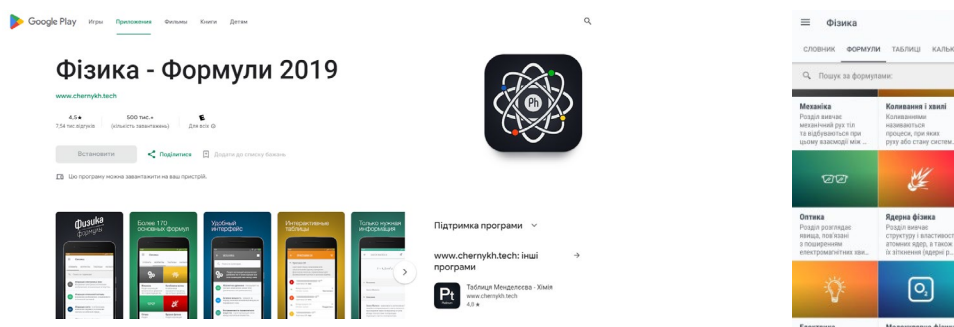 Google Play Игры Приложения Фильмы Книги Детям
Фізика - Формули 2019
www.chernykh.tech
4,5★ 500 тис.+
7,54 тис відгуків (кількість завантажень) Для всіх
Встановити Поділитися Додати до списку бажань
Цю програму можна завантажити на ваш пристрій.
Физика
формулы
Более 170
основных формул
Удобный
интерфейс
Интерактивные
таблицы
Только нужная
информация
Підтримка програми
www.chernykh.tech: інші
програми
Pt
Таблиця Менделєєва - Хімія
www.chernykh.tech
4,8★
Ph
Фізика
СЛОВНИК ФОРМУЛИ ТАБЛИЦІ КАЛЬК
Пошук за формулами:
Механіка
Розділ вивчає
механічний рух тіл
та відбуваються при
цьому взаємодії між ...
Коливання і хвилі
Коливаннями
називаються
процеси, при яких
руху або стану систем.
Оптика
Розділ розглядає
явища, пов'язані
з поширенням
електромагнітних хви...
Ядерна фізика
Розділ вивчає
структуру і властивост
атомних ядер, а також
їх зіткнення (ядерні р...